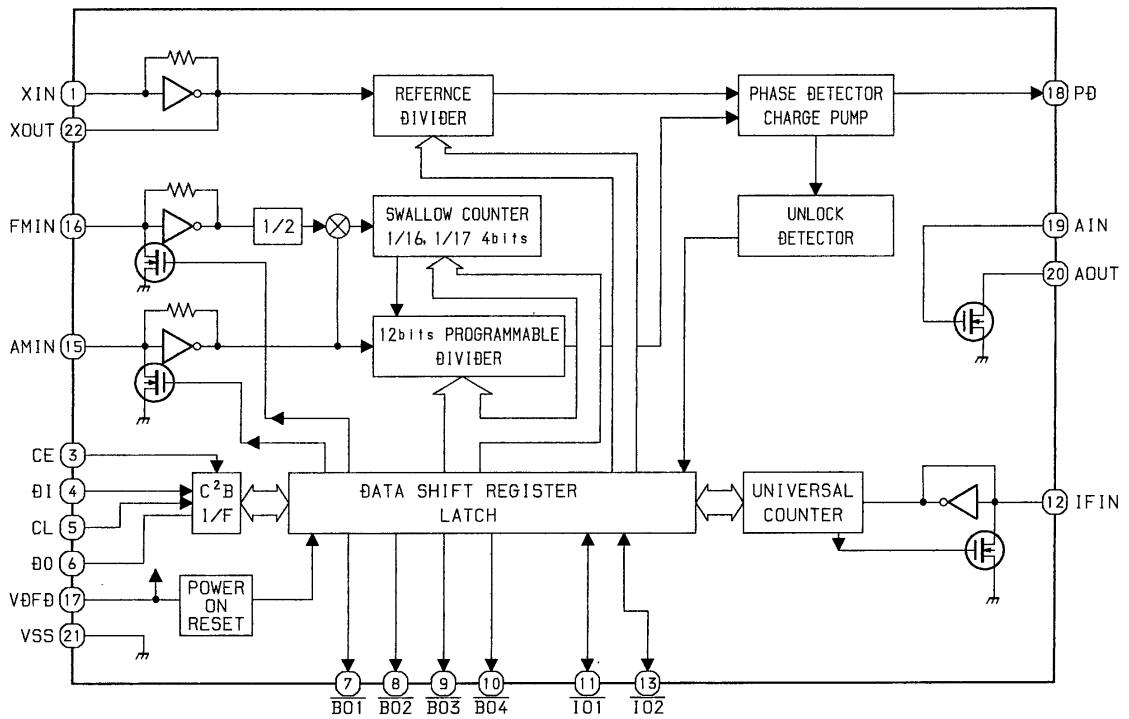 XIN 1
XOUT 22
REFERNCE
DIVIDER
PHASE DETECTOR
CHARGE PUMP
18 PD
FMIN 16
1/2
SWALLOW COUNTER
1/16, 1/17 4bits
UNLOCK
DETECTOR
19 AIN
20 AOUT
AMIN 15
12bits PROGRAMMABLE
DIVIDER
CE 3
DI 4
CL 5
DO 6
C²B
I/F
DATA SHIFT REGISTER
LATCH
UNIVERSAL
COUNTER
12 IFIN
VDFD 17
POWER
ON
RESET
VSS 21
7 8 9 10 11 13
BO1 BO2 BO3 BO4 IO1 IO2